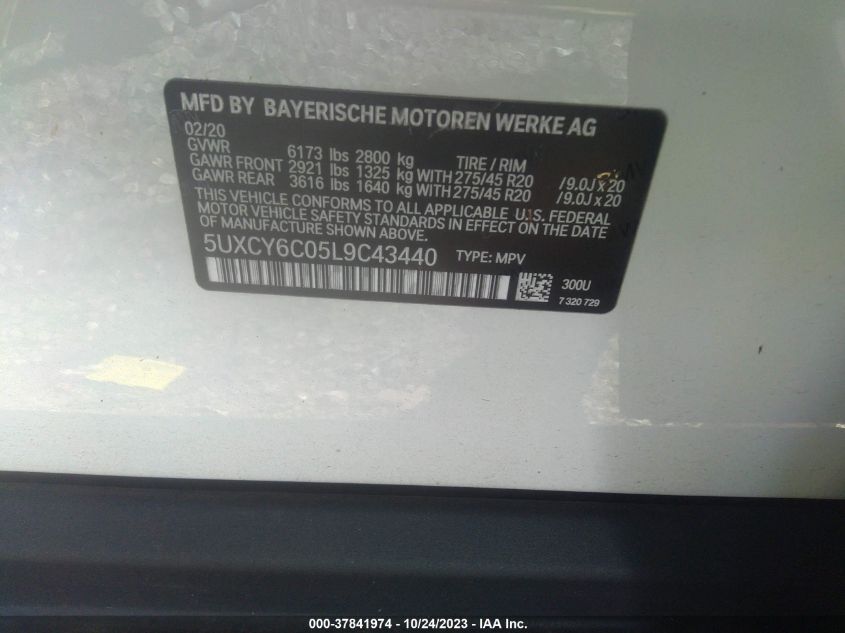 MFD BY BAYERISCHE MOTOREN WERKE AG
02/20
GVWR 6173 lbs 2800 kg TIRE / RIM
GAWR FRONT 2921 lbs 1325 kg WITH 275/45 R20 / 9.0J x 20
GAWR REAR 3616 lbs 1640 kg WITH 275/45 R20 / 9.0J x 20
THIS VEHICLE CONFORMS TO ALL APPLICABLE U.S. FEDERAL
MOTOR VEHICLE SAFETY STANDARDS IN EFFECT ON THE DATE
OF MANUFACTURE SHOWN ABOVE.
5UXCY6C05L9C43440 TYPE: MPV
300U
7 320 729
000-37841974 | 10/24/2023 - IAA Inc.